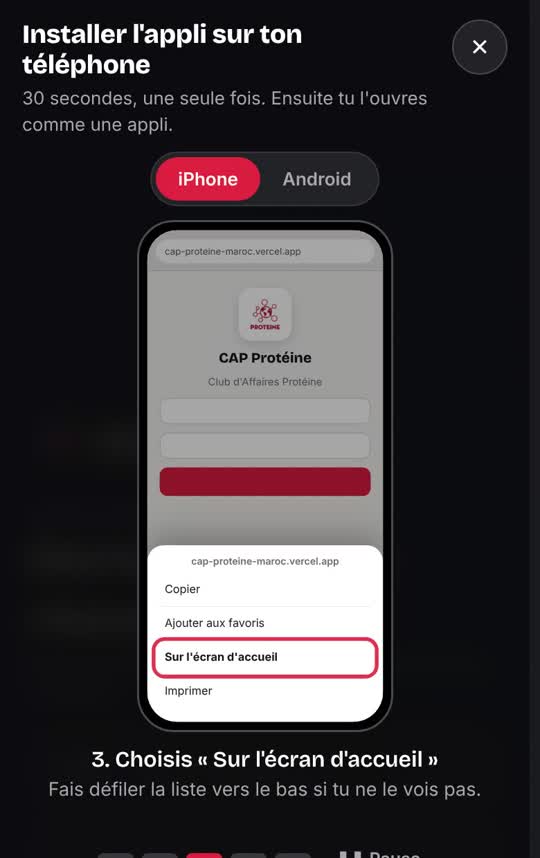 Installer l'appli sur ton
téléphone
30 secondes, une seule fois. Ensuite tu l'ouvres
comme une appli.
iPhone
Android
cap-proteine-maroc.vercel.app
PROTEINE
CAP Protéine
Club d'Affaires Protéine
cap-proteine-maroc.vercel.app
Copier
Ajouter aux favoris
Sur l'écran d'accueil
Imprimer
3. Choisis « Sur l'écran d'accueil »
Fais défiler la liste vers le bas si tu ne le vois pas.
Pause